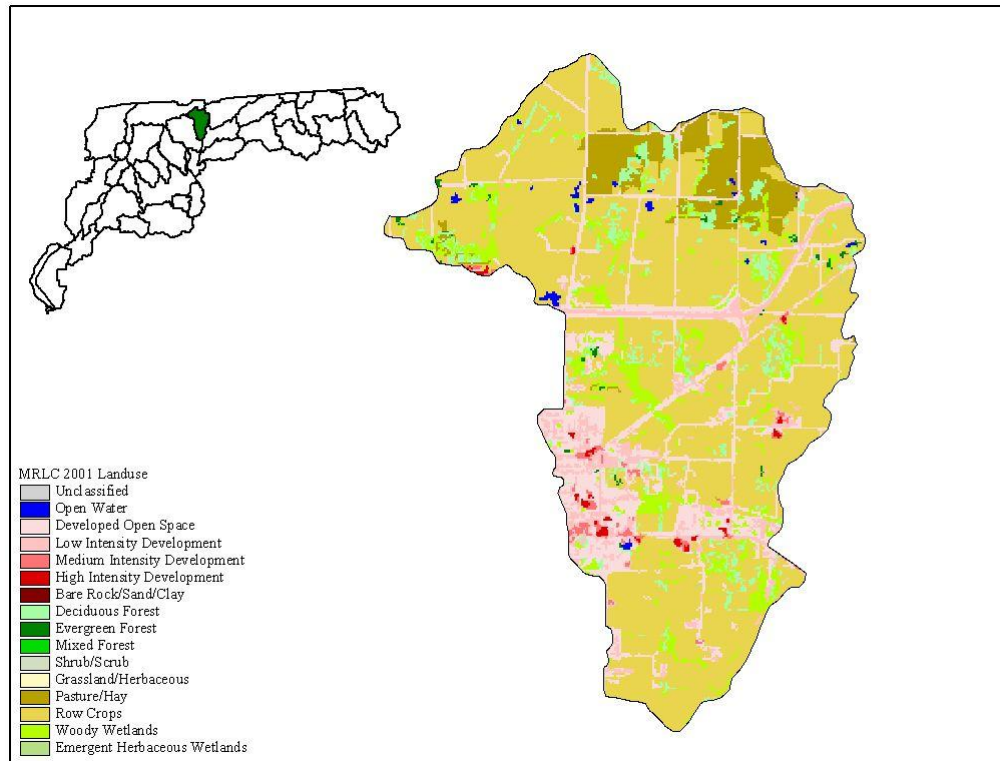 MRLC 2001 Landuse
Unclassified
Open Water
Developed Open Space
Low Intensity Development
Medium Intensity Development
High Intensity Development
Bare Rock/Sand/Clay
Deciduous Forest
Evergreen Forest
Mixed Forest
Shrub/Scrub
Grassland/Herbaceous
Pasture/Hay
Row Crops
Woody Wetlands
Emergent Herbaceous Wetlands